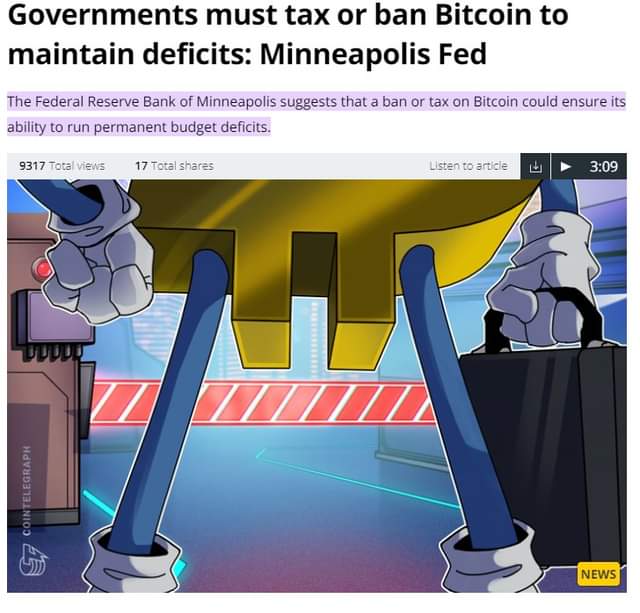 Governments must tax or ban Bitcoin to
maintain deficits: Minneapolis Fed
The Federal Reserve Bank of Minneapolis suggests that a ban or tax on Bitcoin could ensure its
ability to run permanent budget deficits.
9317 Total views 17 Total shares Listen to article 3:09
COINTELEGRAPH
NEWS